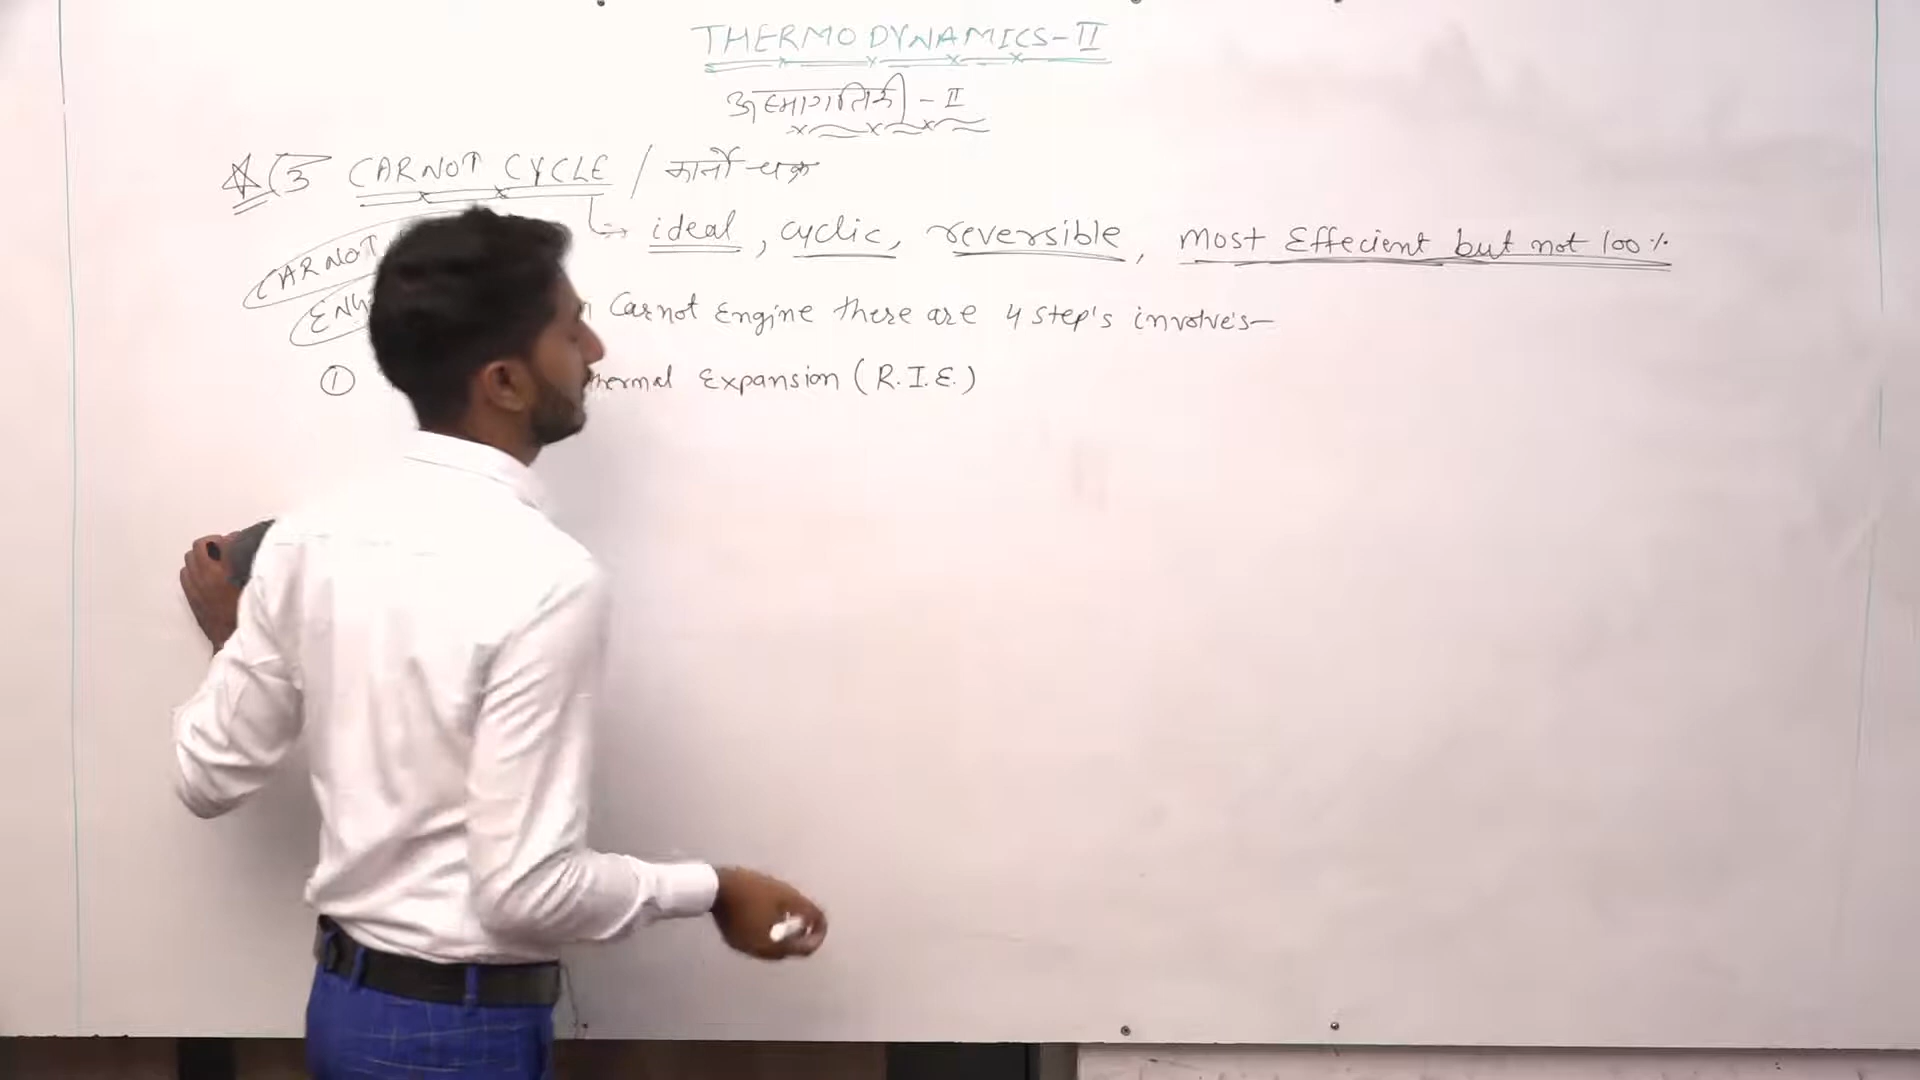 THERMODYNAMICS-II
ऊष्मागतिकी - II
(3 CARNOT CYCLE / कार्नो चक्र
CARNOT
ideal, cyclic, reversible, most Effecient but not 100%
Carnot Engine there are 4 step's involve's-
① Expansion (R.I.E.)